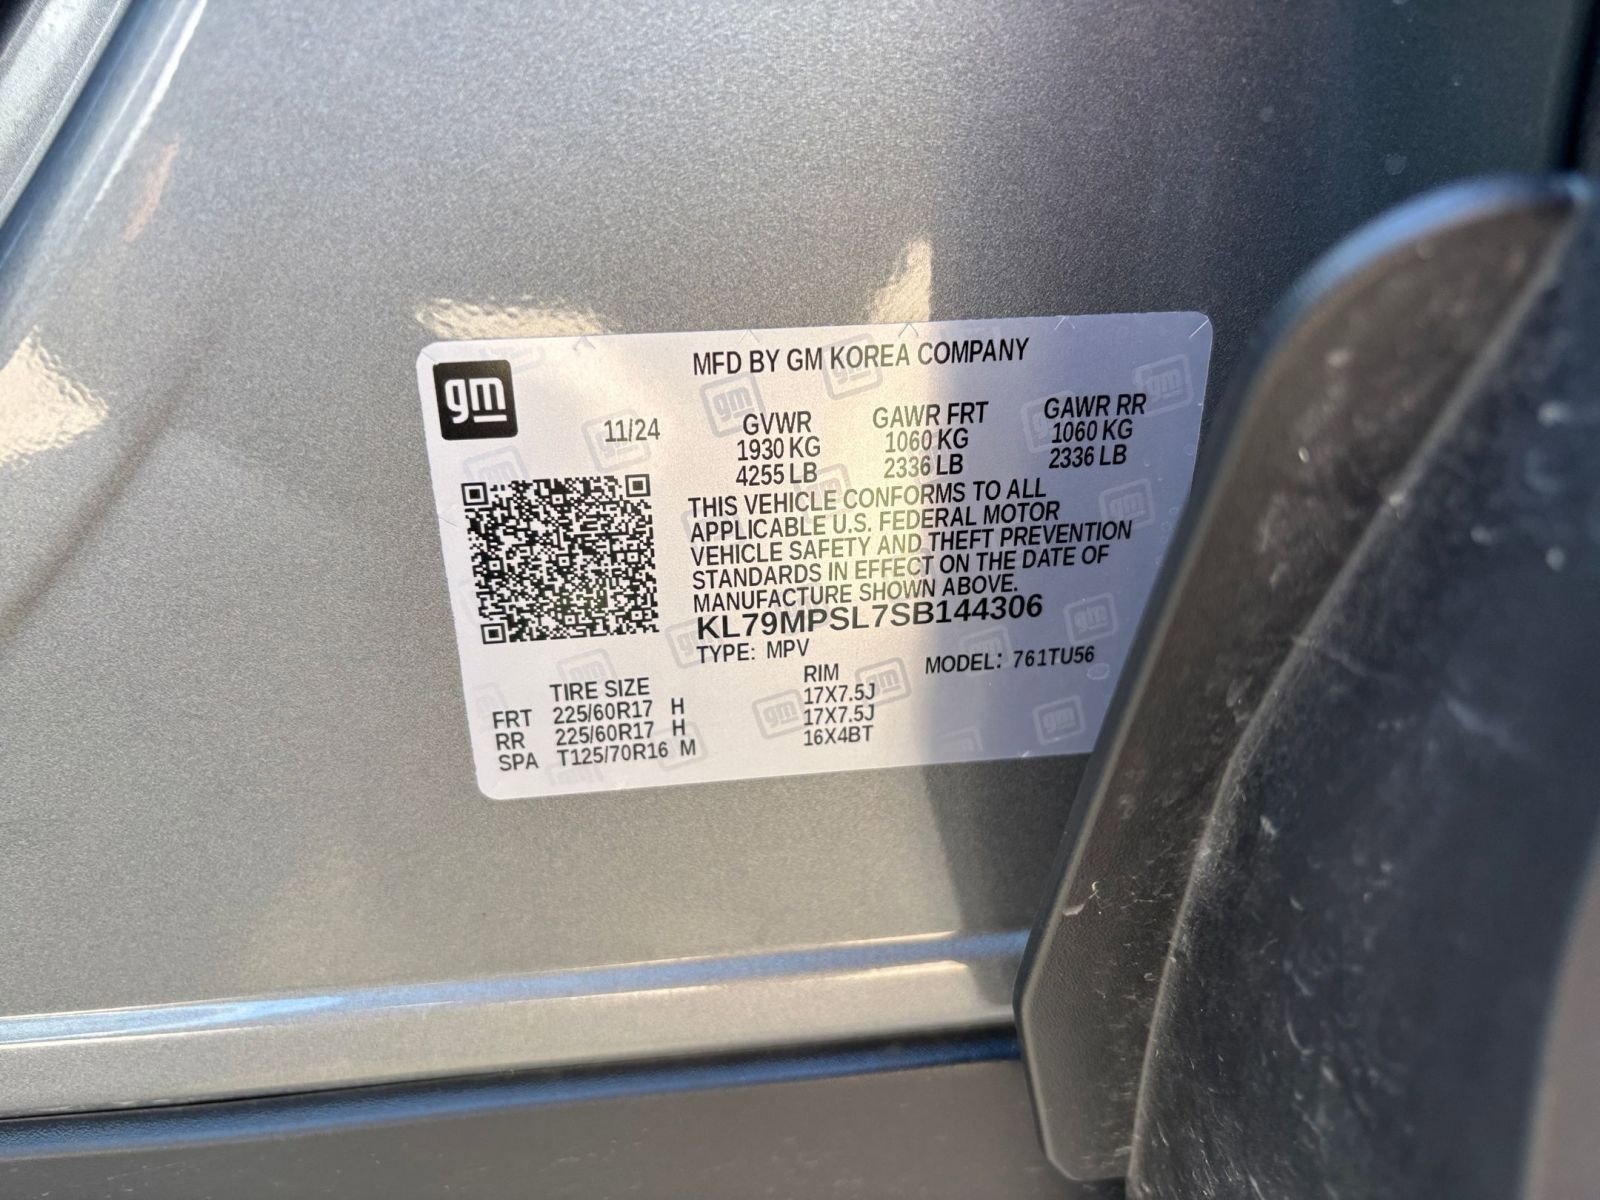 gm
MFD BY GM KOREA COMPANY
11/24
GVWR GAWR FRT GAWR RR
1930 KG 1060 KG 1060 KG
4255 LB 2336 LB 2336 LB
THIS VEHICLE CONFORMS TO ALL
APPLICABLE U.S. FEDERAL MOTOR
VEHICLE SAFETY AND THEFT PREVENTION
STANDARDS IN EFFECT ON THE DATE OF
MANUFACTURE SHOWN ABOVE.
KL79MPSL7SB144306
TYPE: MPV MODEL: 761TU56
TIRE SIZE RIM
FRT 225/60R17 H 17X7.5J
RR 225/60R17 H 17X7.5J
SPA T125/70R16 M 16X4BT